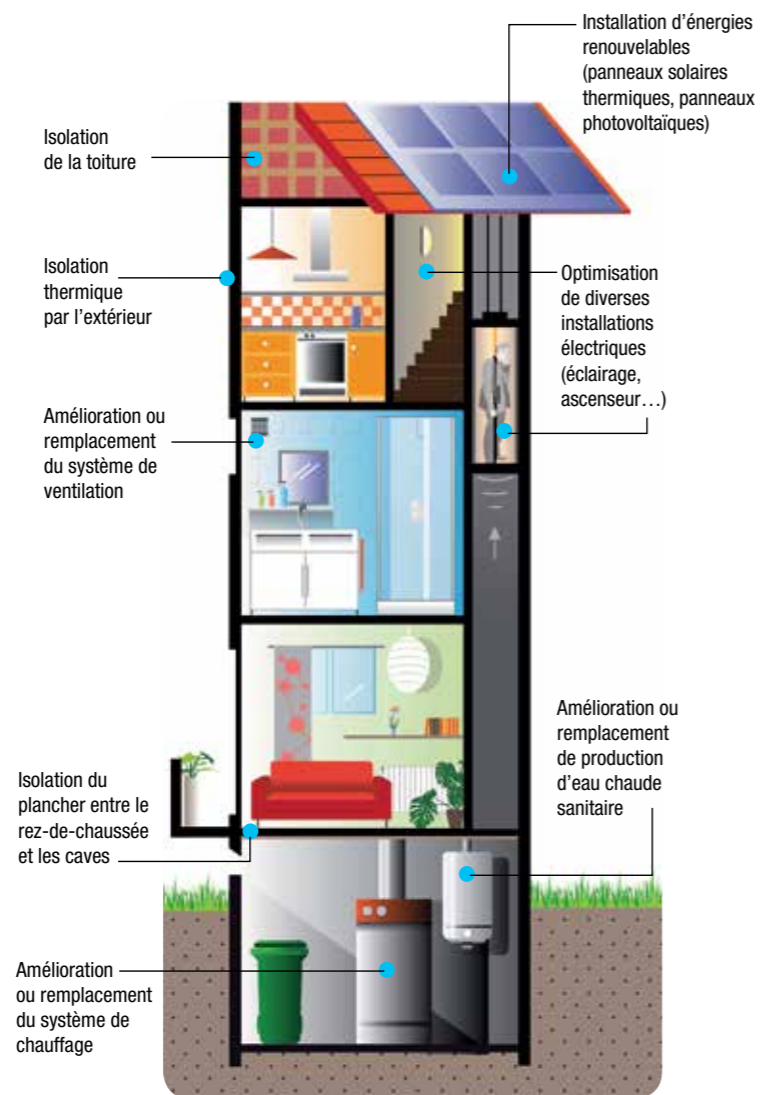 Installation d’énergies
renouvelables
(panneaux solaires
thermiques, panneaux
photovoltaïques)
Isolation
de la toiture
Isolation
thermique
par l’extérieur
Optimisation
de diverses
installations
électriques
(éclairage,
ascenseur…)
Amélioration ou
remplacement
du système de
ventilation
Amélioration ou
remplacement
de production
d’eau chaude
sanitaire
Isolation du
plancher entre le
rez-de-chaussée
et les caves
Amélioration
ou remplacement
du système de
chauffage